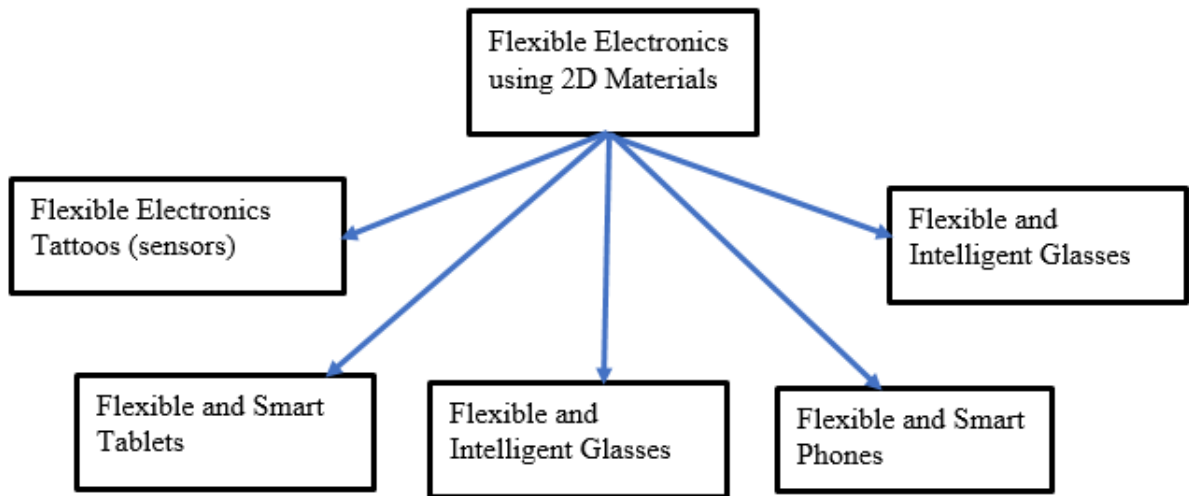 Flexible Electronics
using 2D Materials
Flexible Electronics
Tattoos (sensors)
Flexible and
Intelligent Glasses
Flexible and Smart
Tablets
Flexible and
Intelligent Glasses
Flexible and Smart
Phones